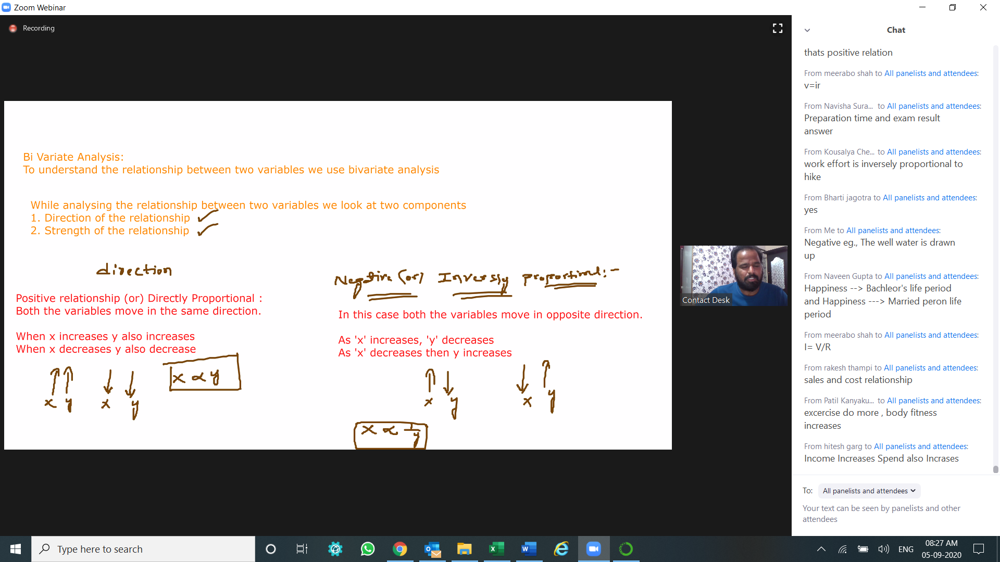 Zoom Webinar
Recording
Bi Variate Analysis:
To understand the relationship between two variables we use bivariate analysis
While analysing the relationship between two variables we look at two components
1. Direction of the relationship
2. Strength of the relationship
direction
Positive relationship (or) Directly Proportional :
Both the variables move in the same direction.
When x increases y also increases
When x decreases y also decrease
x y x y
x ∝ y
Negative (or) Inversly proportional:-
In this case both the variables move in opposite direction.
As 'x' increases, 'y' decreases
As 'x' decreases then y increases
x y x y
x ∝ 1/y
Contact Desk
Chat
thats positive relation
From meerabo shah to All panelists and attendees:
v=ir
From Navisha Sura... to All panelists and attendees:
Preparation time and exam result
answer
From Kousalya Che... to All panelists and attendees:
work effort is inversely proportional to
hike
From Bharti jagotra to All panelists and attendees:
yes
From Me to All panelists and attendees:
Negative eg., The well water is drawn
up
From Naveen Gupta to All panelists and attendees:
Happiness --> Bachleor's life period
and Happiness ---> Married peron life
period
From meerabo shah to All panelists and attendees:
I= V/R
From rakesh thampi to All panelists and attendees:
sales and cost relationship
From Patil Kanyaku... to All panelists and attendees:
excercise do more , body fitness
increases
From hitesh garg to All panelists and attendees:
Income Increases Spend also Incrases
To: All panelists and attendees
Your text can be seen by panelists and other
attendees
Type here to search
ENG
08:27 AM
05-09-2020